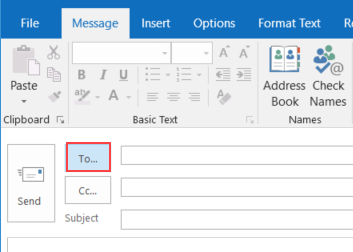 File Message Insert Options Format Text R
Paste
B I U
A A
aby A
Address Book
Check Names
Clipboard Basic Text Names
To...
Cc...
Send
Subject